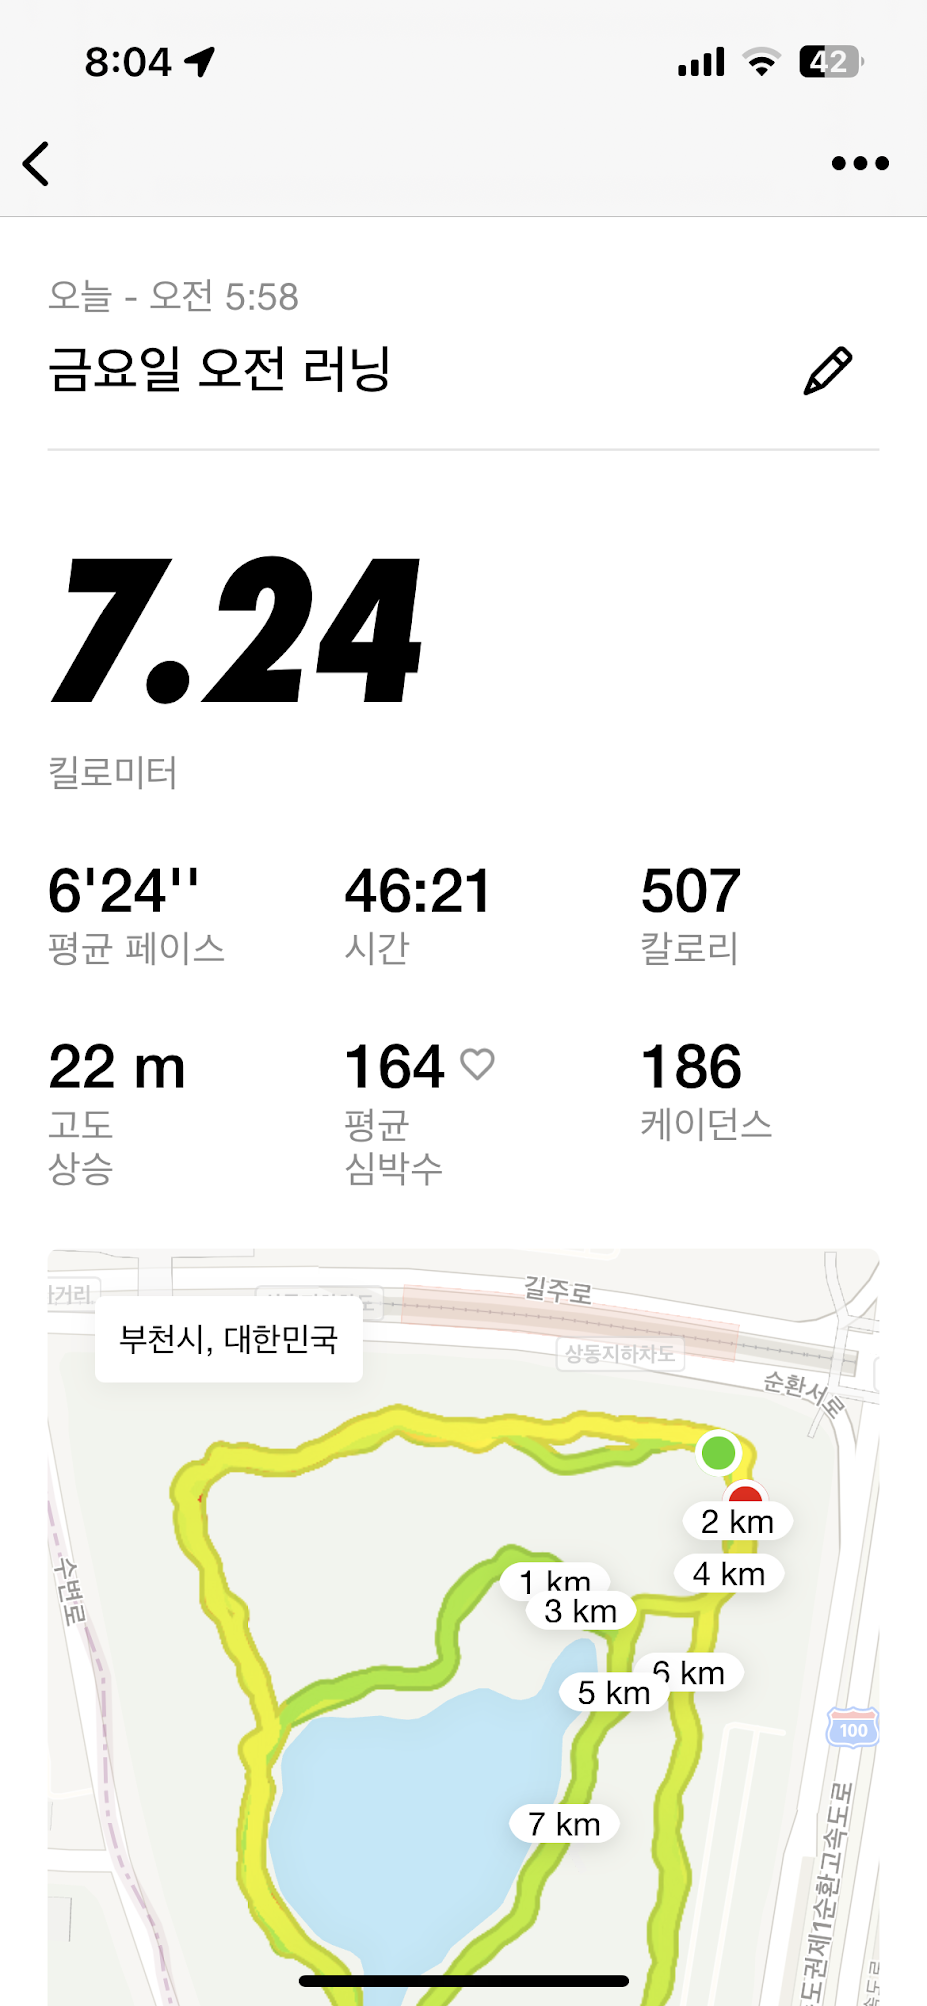 8:04
42
오늘 - 오전 5:58
금요일 오전 러닝
7.24
킬로미터
6'24''
평균 페이스
46:21
시간
507
칼로리
22 m
고도
상승
164
평균
심박수
186
케이던스
길주로
부천시, 대한민국
상동지하차도
순환서로
2 km
4 km
1 km
3 km
수변로
6 km
5 km
100
7 km
도권제1순환고속도로